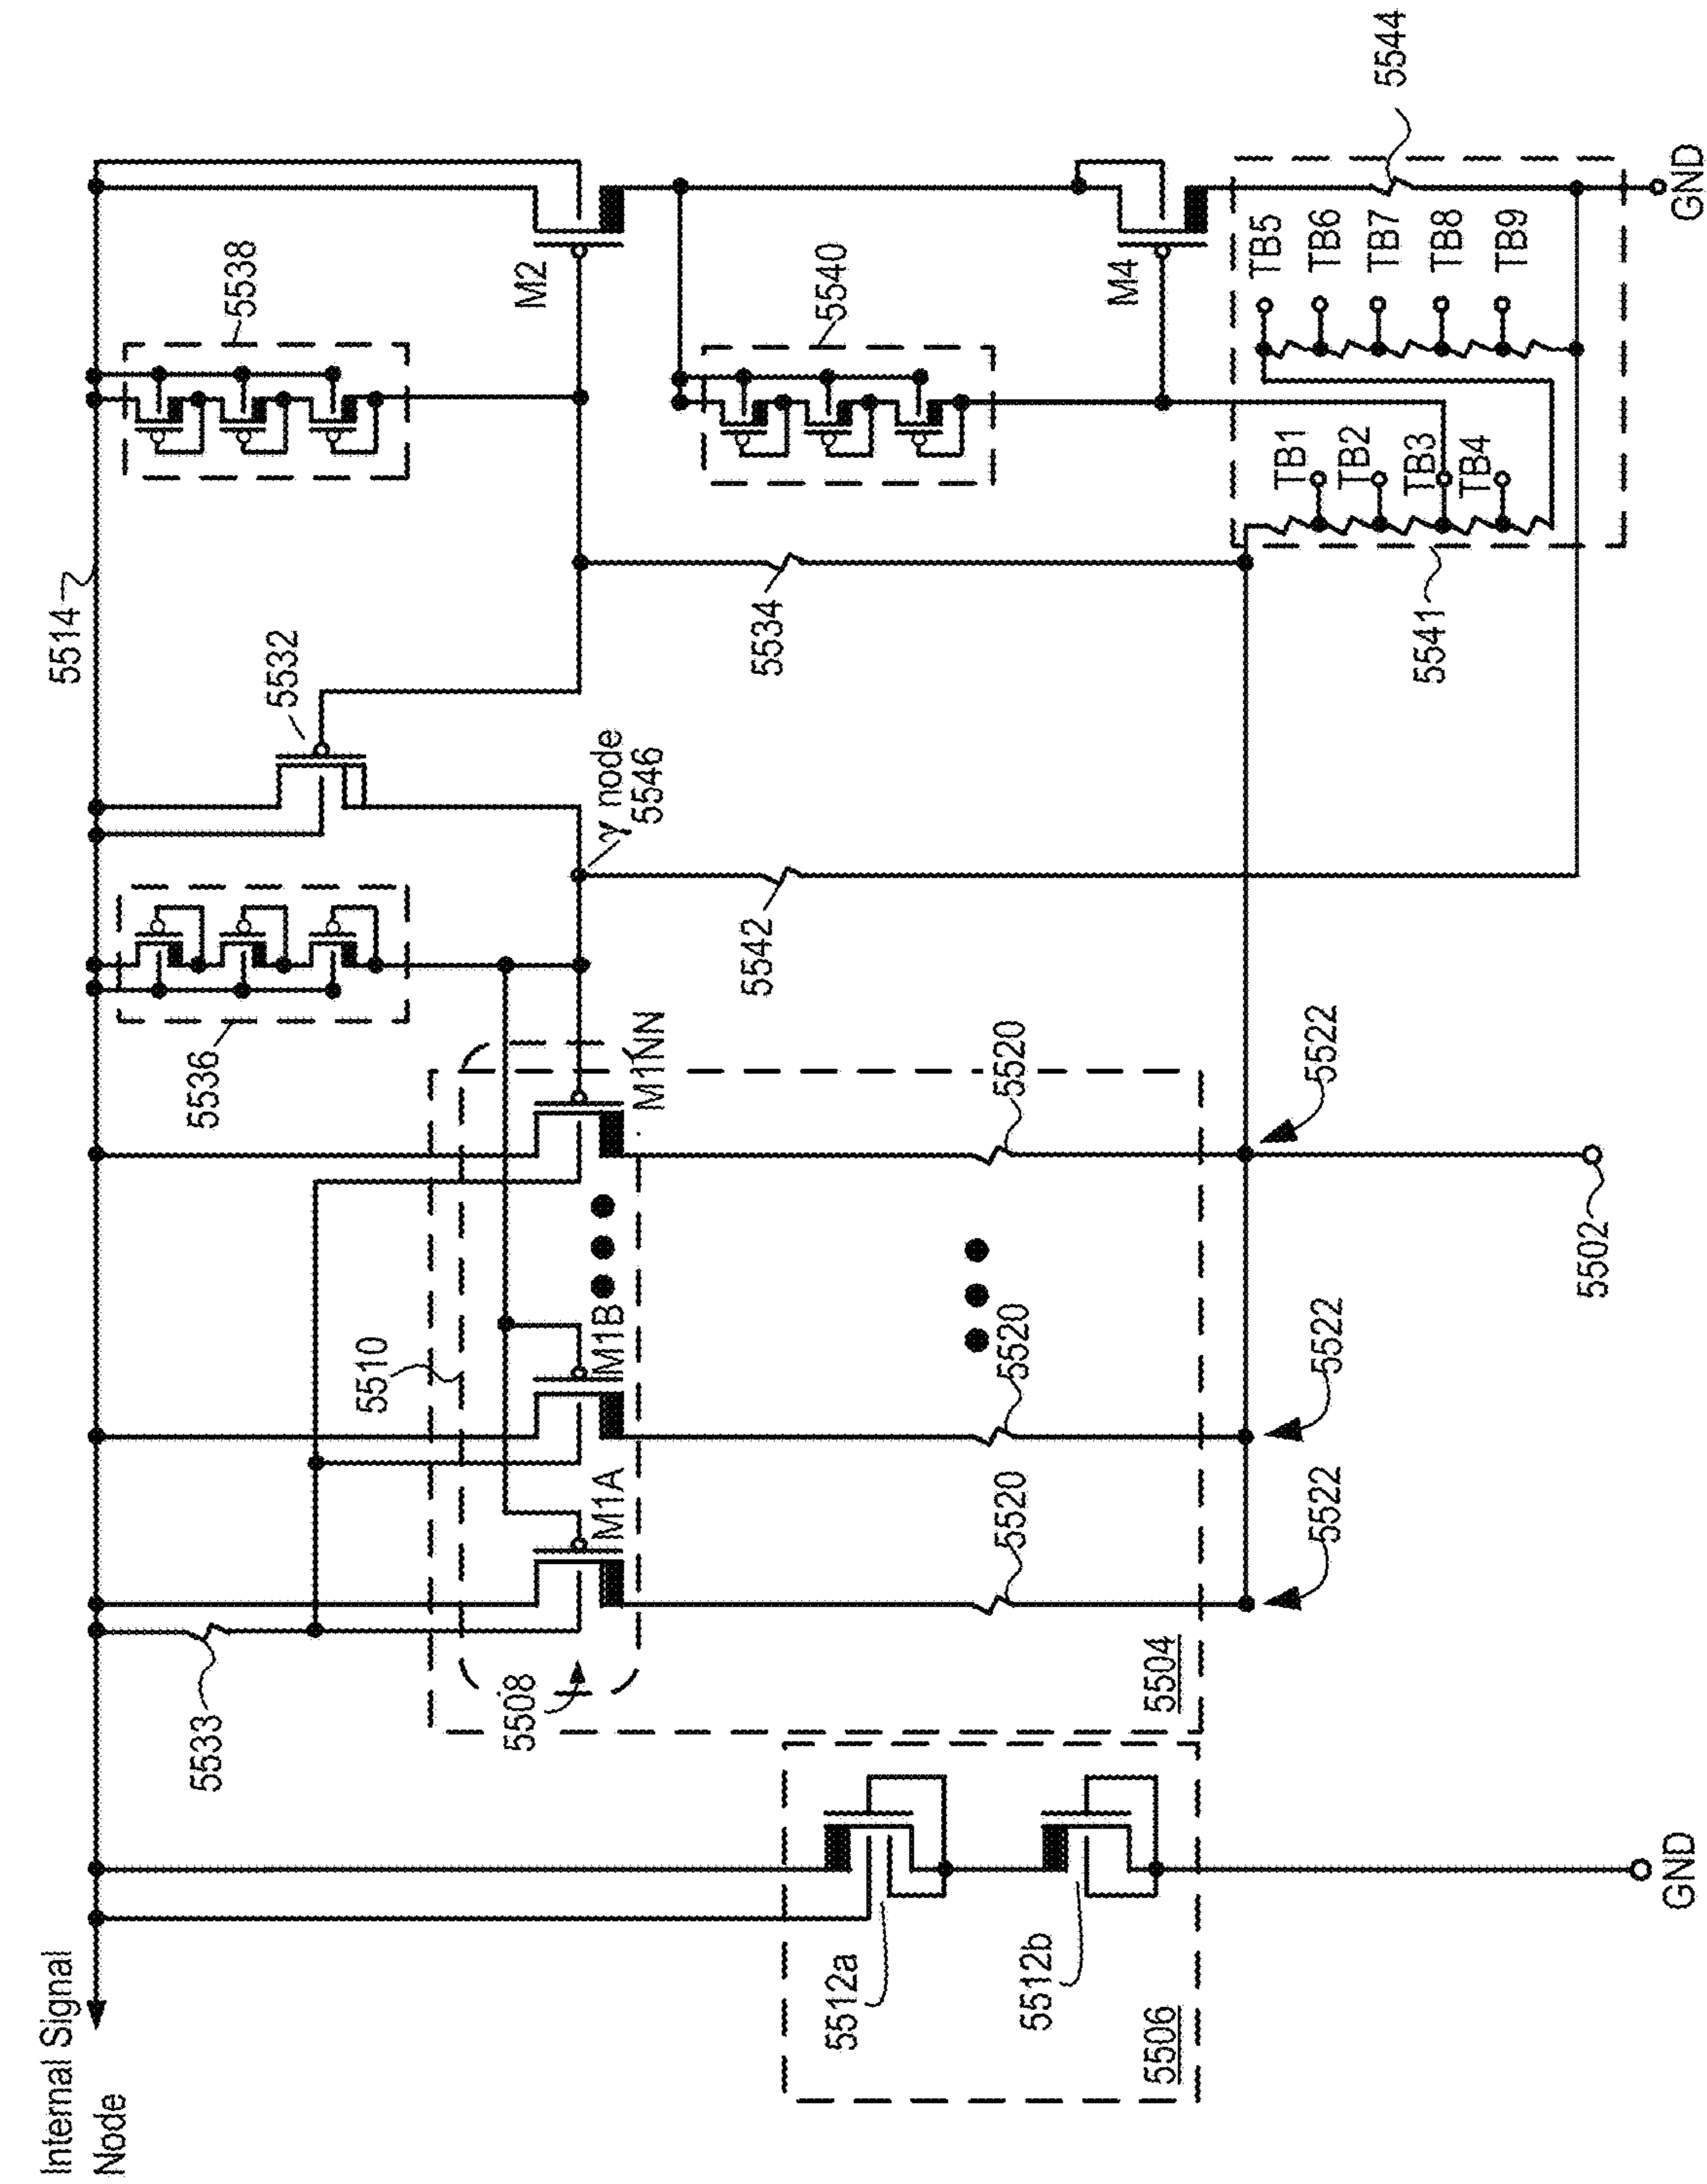 Internal Signal
Node
5514
5533
5536
5532
5538
M2
5540
M4
5510
5508
M1A
M1B
M1NN
γ node
5546
5542
5534
5520
5520
5520
5522
5522
5522
5504
5502
5512a
5512b
5506
GND
5541
TB1
TB2
TB3
TB4
TB5
TB6
TB7
TB8
TB9
5544
GND